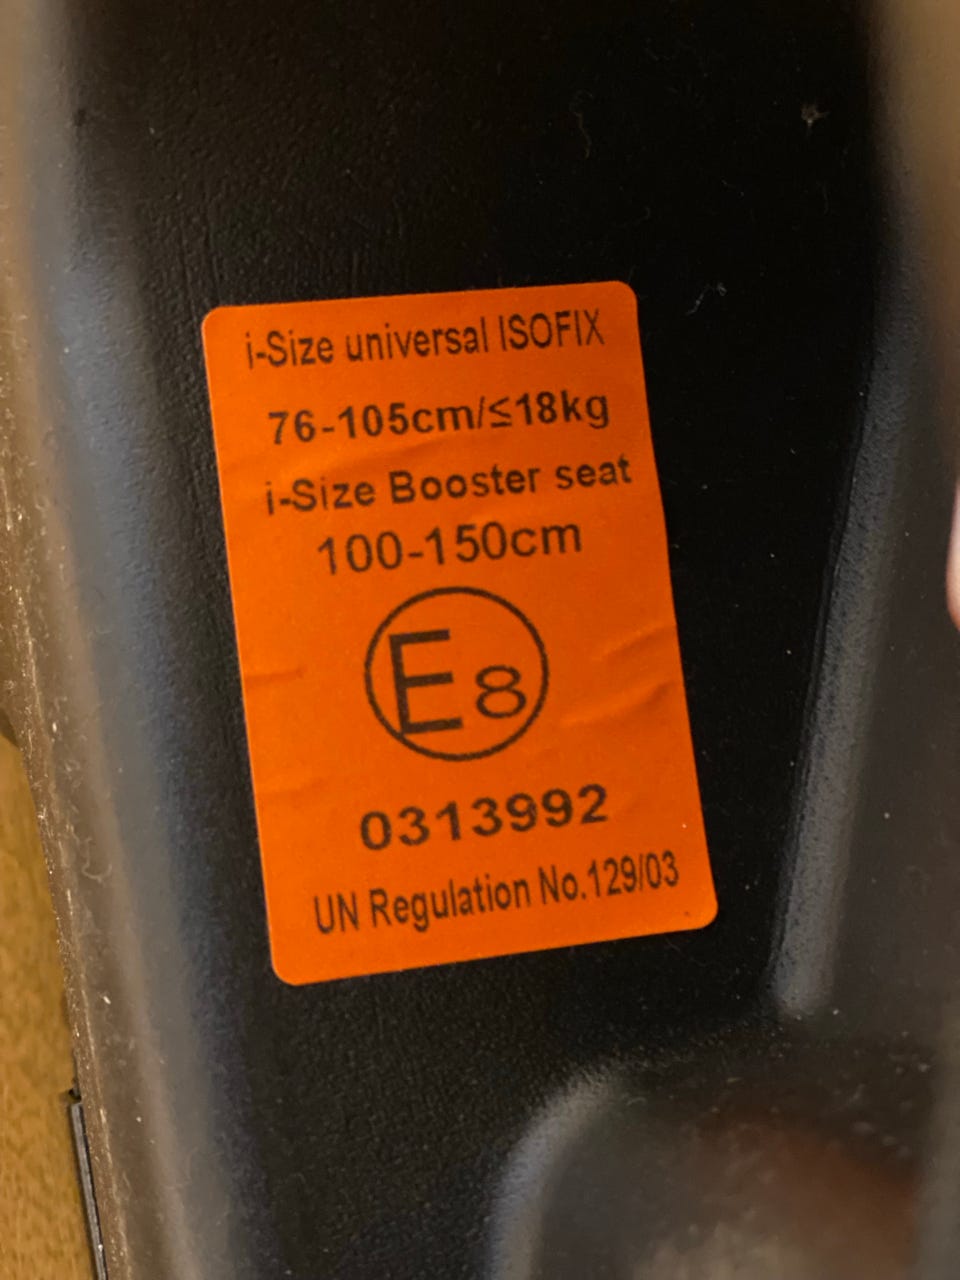 i-Size universal ISOFIX
76-105cm/≤18kg
i-Size Booster seat
100-150cm
E8
0313992
UN Regulation No.129/03